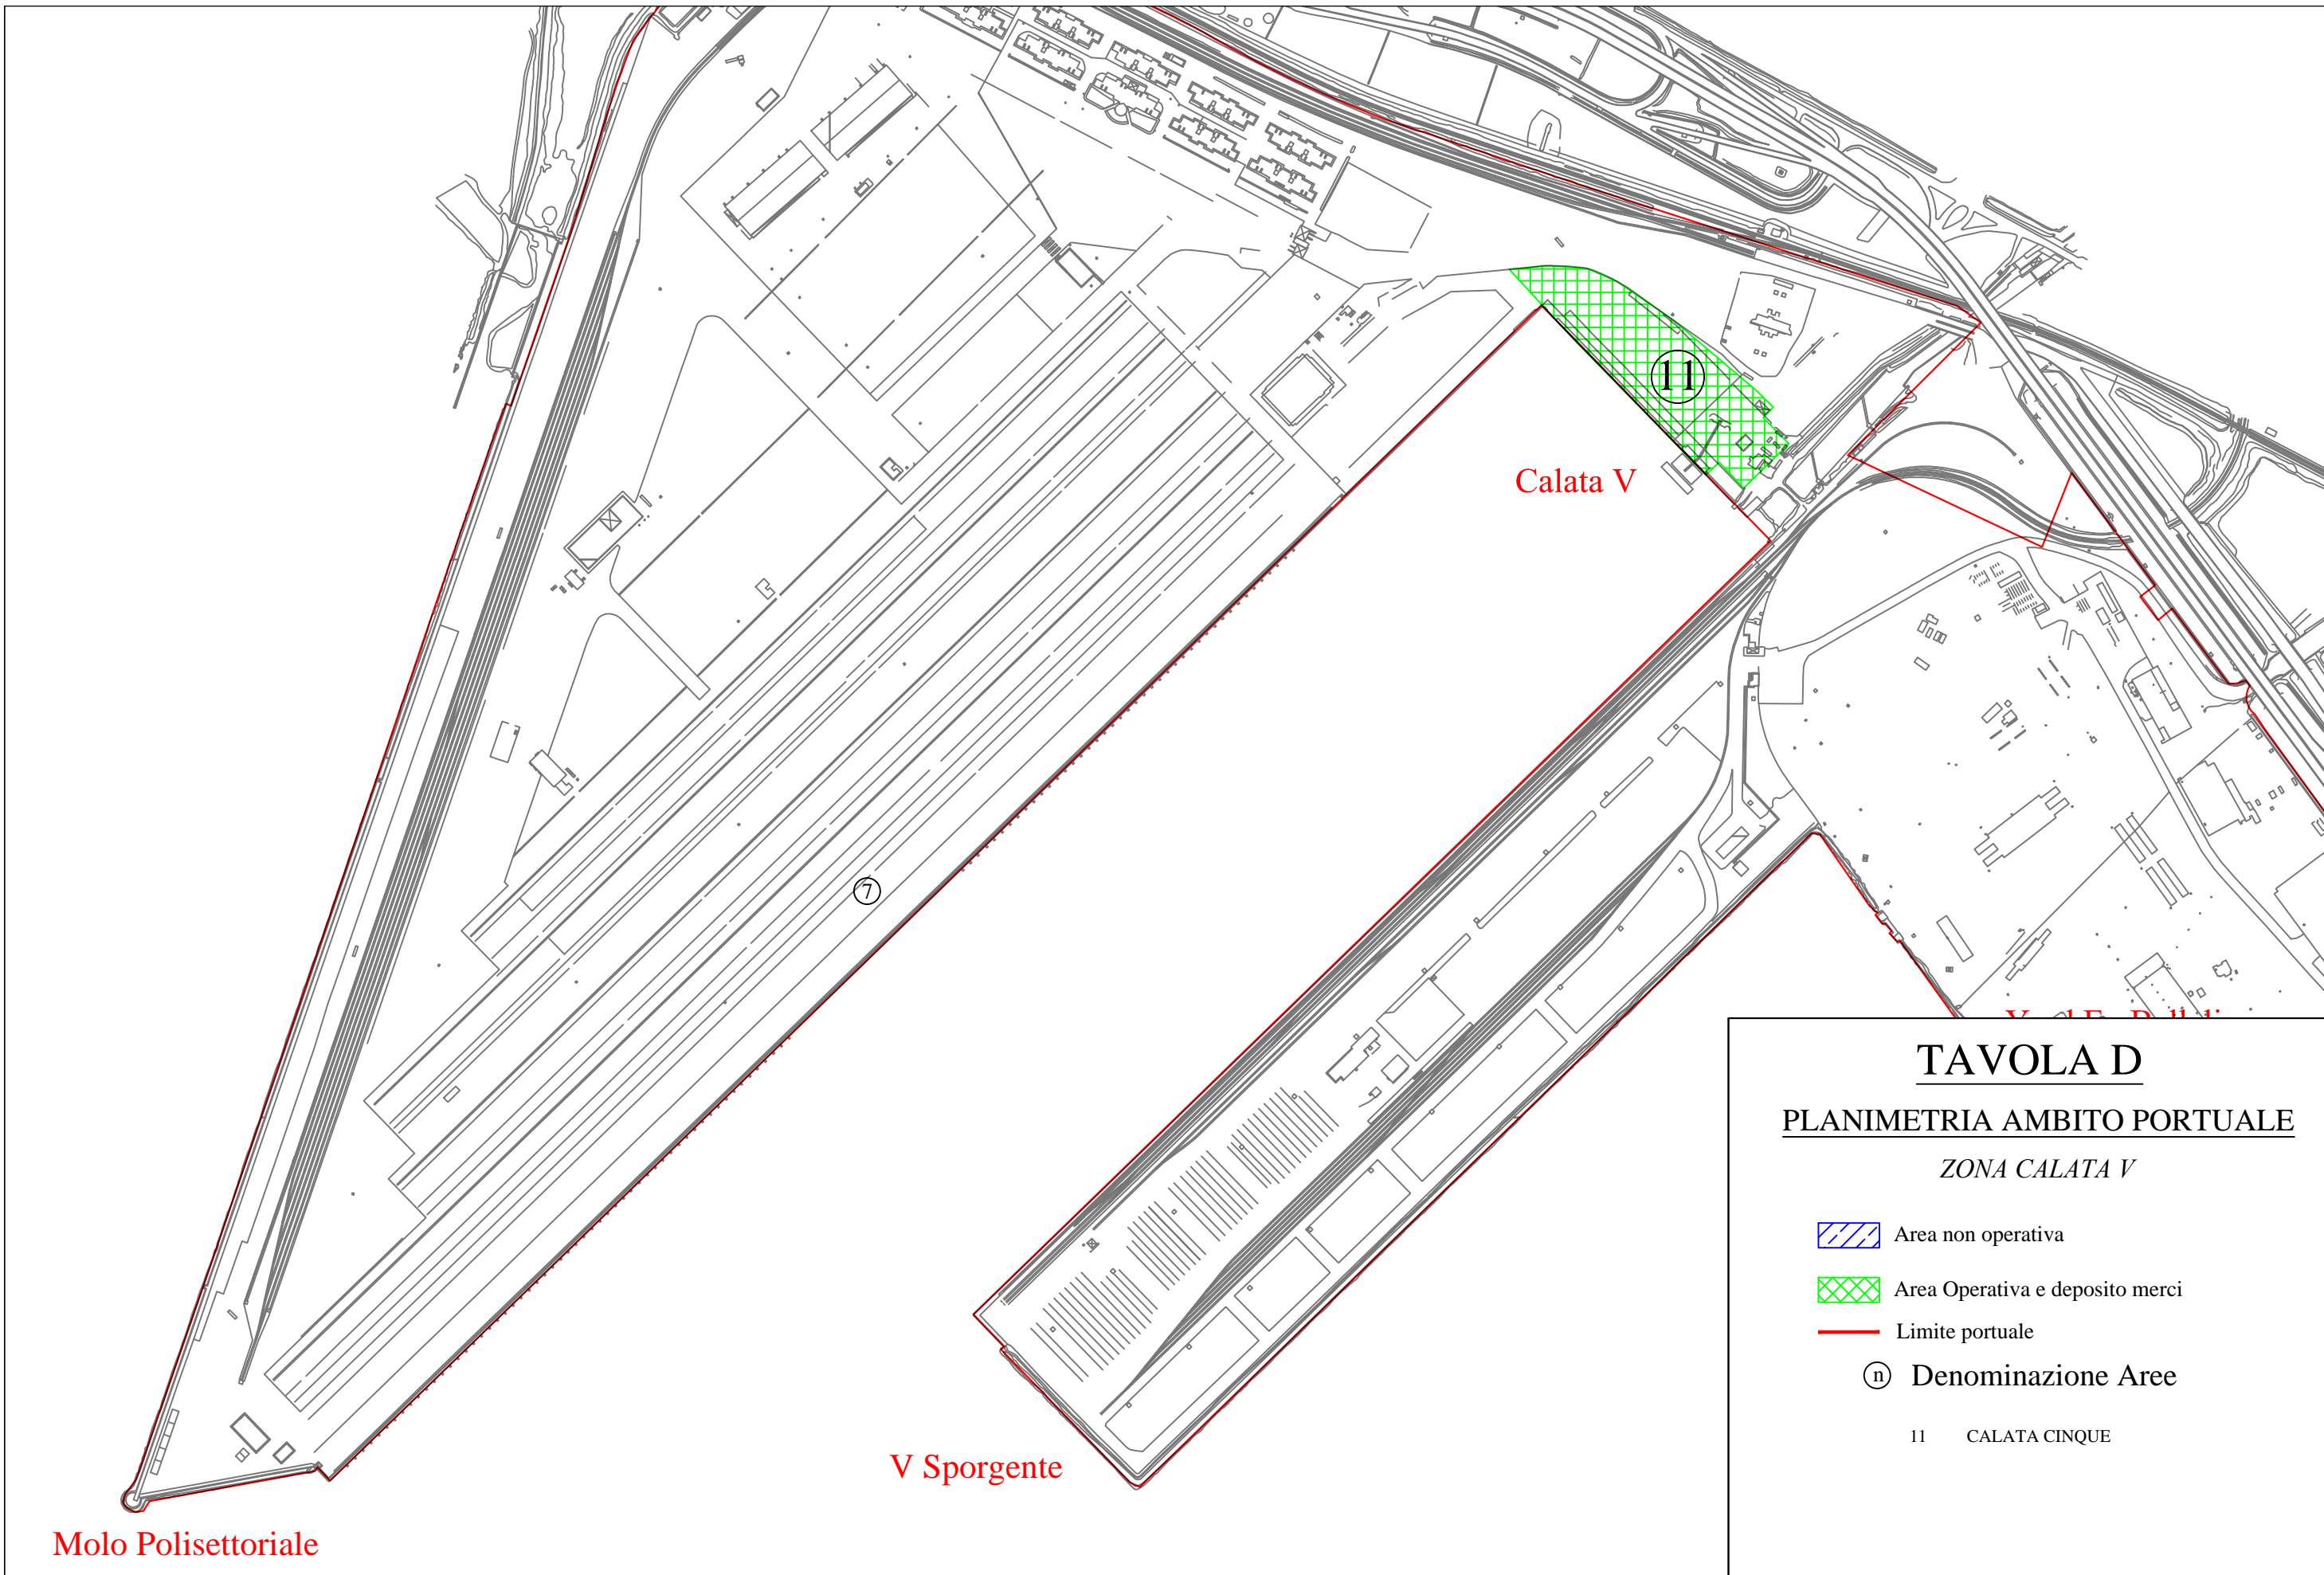 11
Calata V
7
V Sporgente
Molo Polisettoriale
TAVOLA D
PLANIMETRIA AMBITO PORTUALE
ZONA CALATA V
Area non operativa
Area Operativa e deposito merci
Limite portuale
n Denominazione Aree
11 CALATA CINQUE